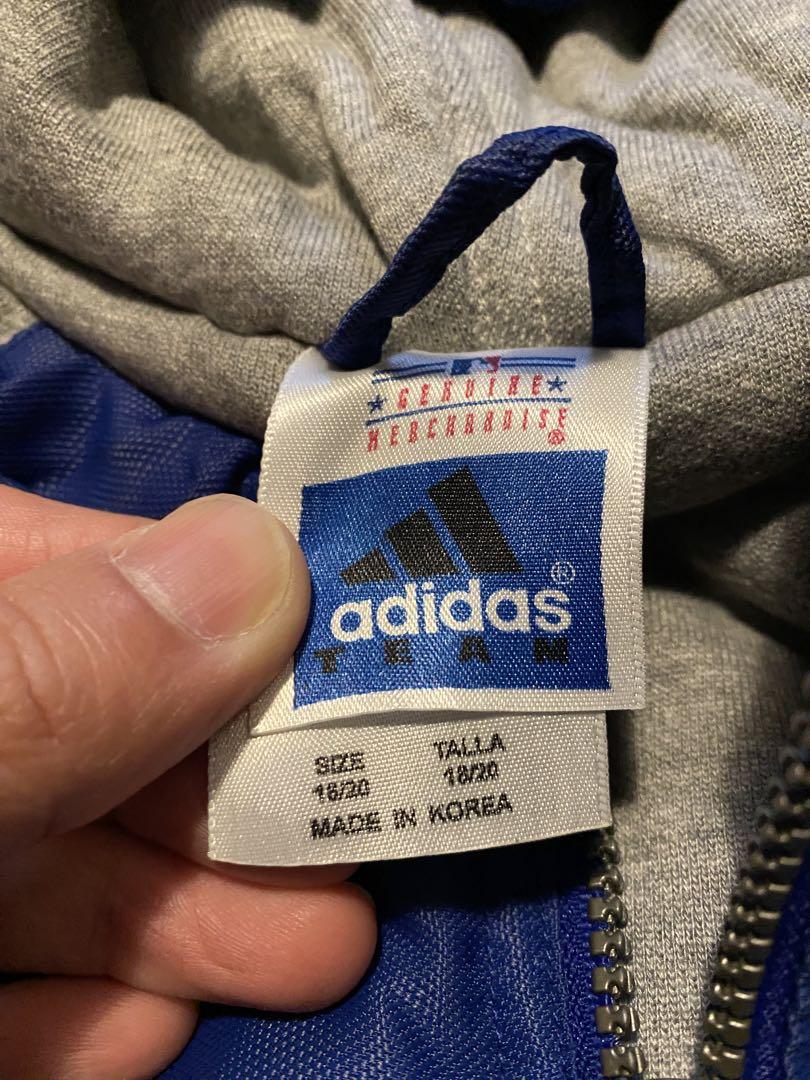 ★ GENUINE ★
MERCHANDISE ®
adidas ®
TEAM
SIZE TALLA
18/20 18/20
MADE IN KOREA